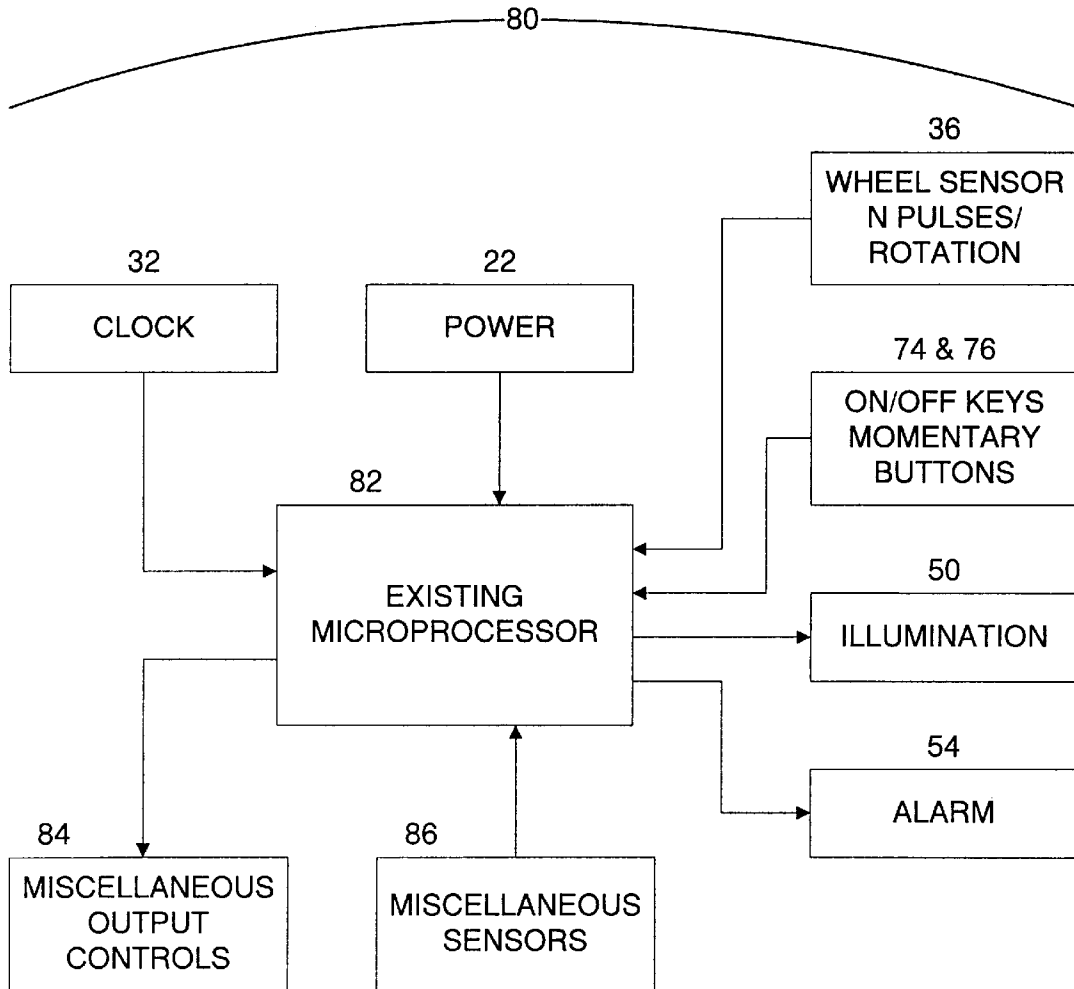 80
36
WHEEL SENSOR
N PULSES/
ROTATION
32
CLOCK
22
POWER
74 & 76
ON/OFF KEYS
MOMENTARY
BUTTONS
82
EXISTING
MICROPROCESSOR
50
ILLUMINATION
54
ALARM
84
MISCELLANEOUS
OUTPUT
CONTROLS
86
MISCELLANEOUS
SENSORS